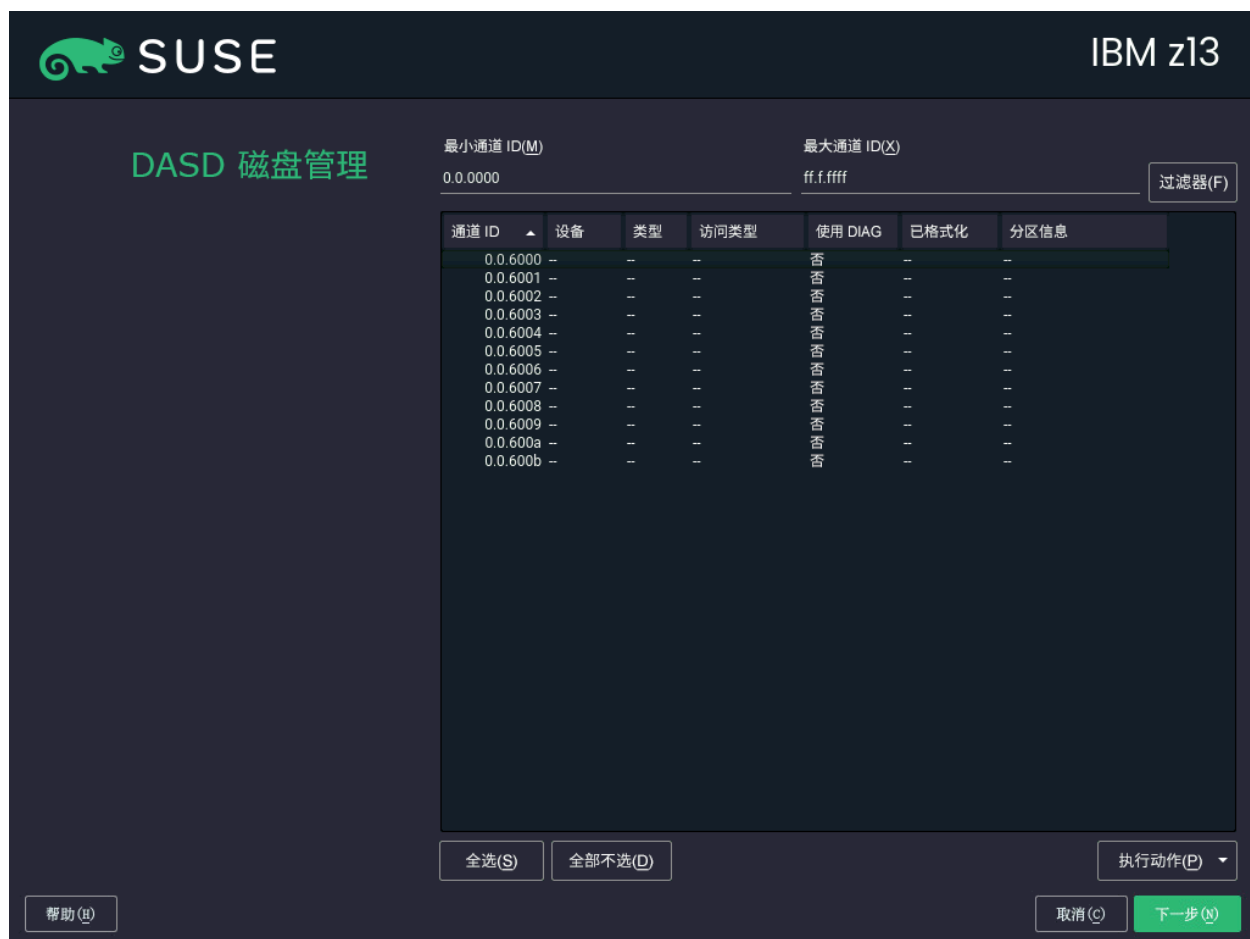 SUSE
IBM z13
DASD 磁盘管理
最小通道 ID(M) 最大通道 ID(X)
0.0.0000 ff.f.ffff 过滤器(F)
通道 ID 设备 类型 访问类型 使用 DIAG 已格式化 分区信息
0.0.6000 -- -- -- 否 -- --
0.0.6001 -- -- -- 否 -- --
0.0.6002 -- -- -- 否 -- --
0.0.6003 -- -- -- 否 -- --
0.0.6004 -- -- -- 否 -- --
0.0.6005 -- -- -- 否 -- --
0.0.6006 -- -- -- 否 -- --
0.0.6007 -- -- -- 否 -- --
0.0.6008 -- -- -- 否 -- --
0.0.6009 -- -- -- 否 -- --
0.0.600a -- -- -- 否 -- --
0.0.600b -- -- -- 否 -- --
全选(S) 全部不选(D) 执行动作(P)
帮助(H) 取消(C) 下一步(N)